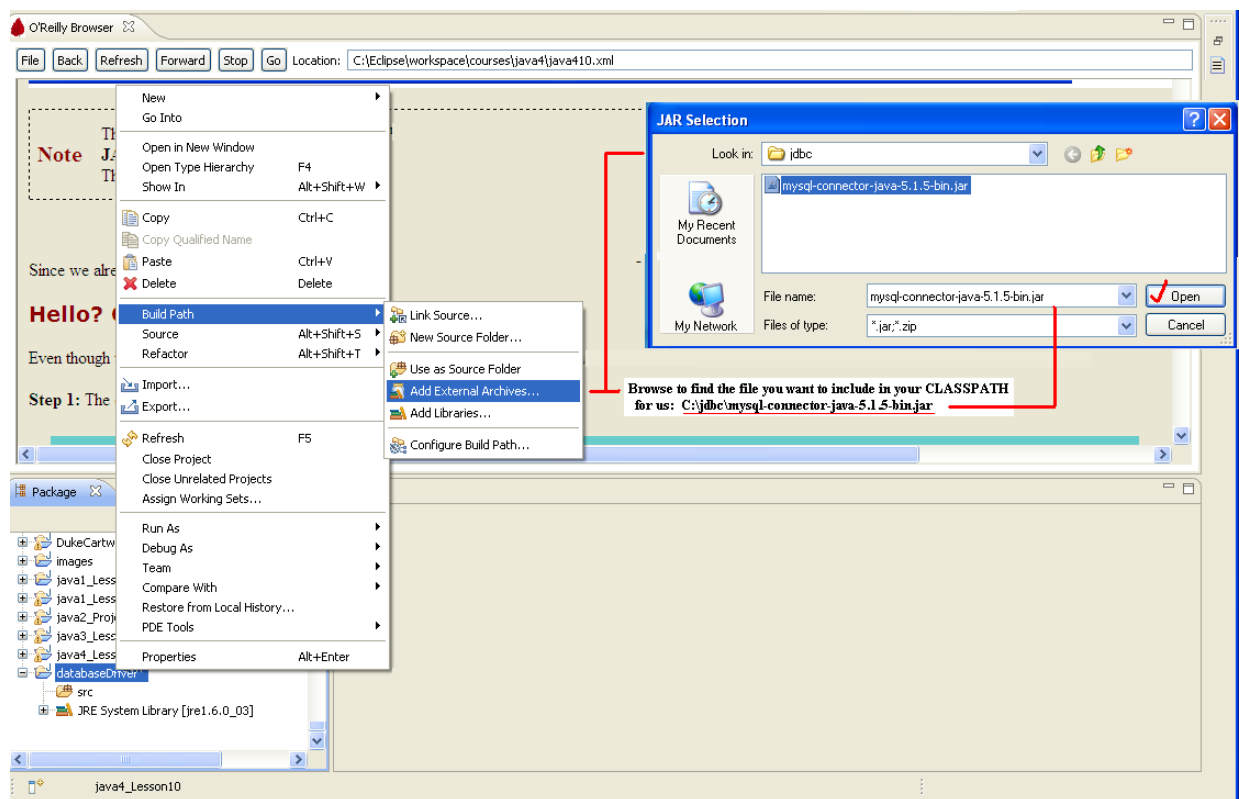 O'Reilly Browser
File Back Refresh Forward Stop Go Location: C:\Eclipse\workspace\courses\java4\java410.xml
Note
Since we alre
Hello?
Even though
Step 1: The
New
Go Into
Open in New Window
Open Type Hierarchy F4
Show In Alt+Shift+W
Copy Ctrl+C
Copy Qualified Name
Paste Ctrl+V
Delete Delete
Build Path
Source Alt+Shift+S
Refactor Alt+Shift+T
Import...
Export...
Refresh F5
Close Project
Close Unrelated Projects
Assign Working Sets...
Run As
Debug As
Team
Compare With
Restore from Local History...
PDE Tools
Properties Alt+Enter
Link Source...
New Source Folder...
Use as Source Folder
Add External Archives...
Add Libraries...
Configure Build Path...
JAR Selection
Look in: jdbc
mysql-connector-java-5.1.5-bin.jar
My Recent
Documents
My Network
File name: mysql-connector-java-5.1.5-bin.jar Open
Files of type: *.jar;*.zip Cancel
Browse to find the file you want to include in your CLASSPATH
for us: C:\jdbc\mysql-connector-java-5.1.5-bin.jar
Package
DukeCartw
images
java1_Less
java1_Less
java2_Proj
java3_Less
java4_Less
databaseDriver
src
JRE System Library [jre1.6.0_03]
java4_Lesson10